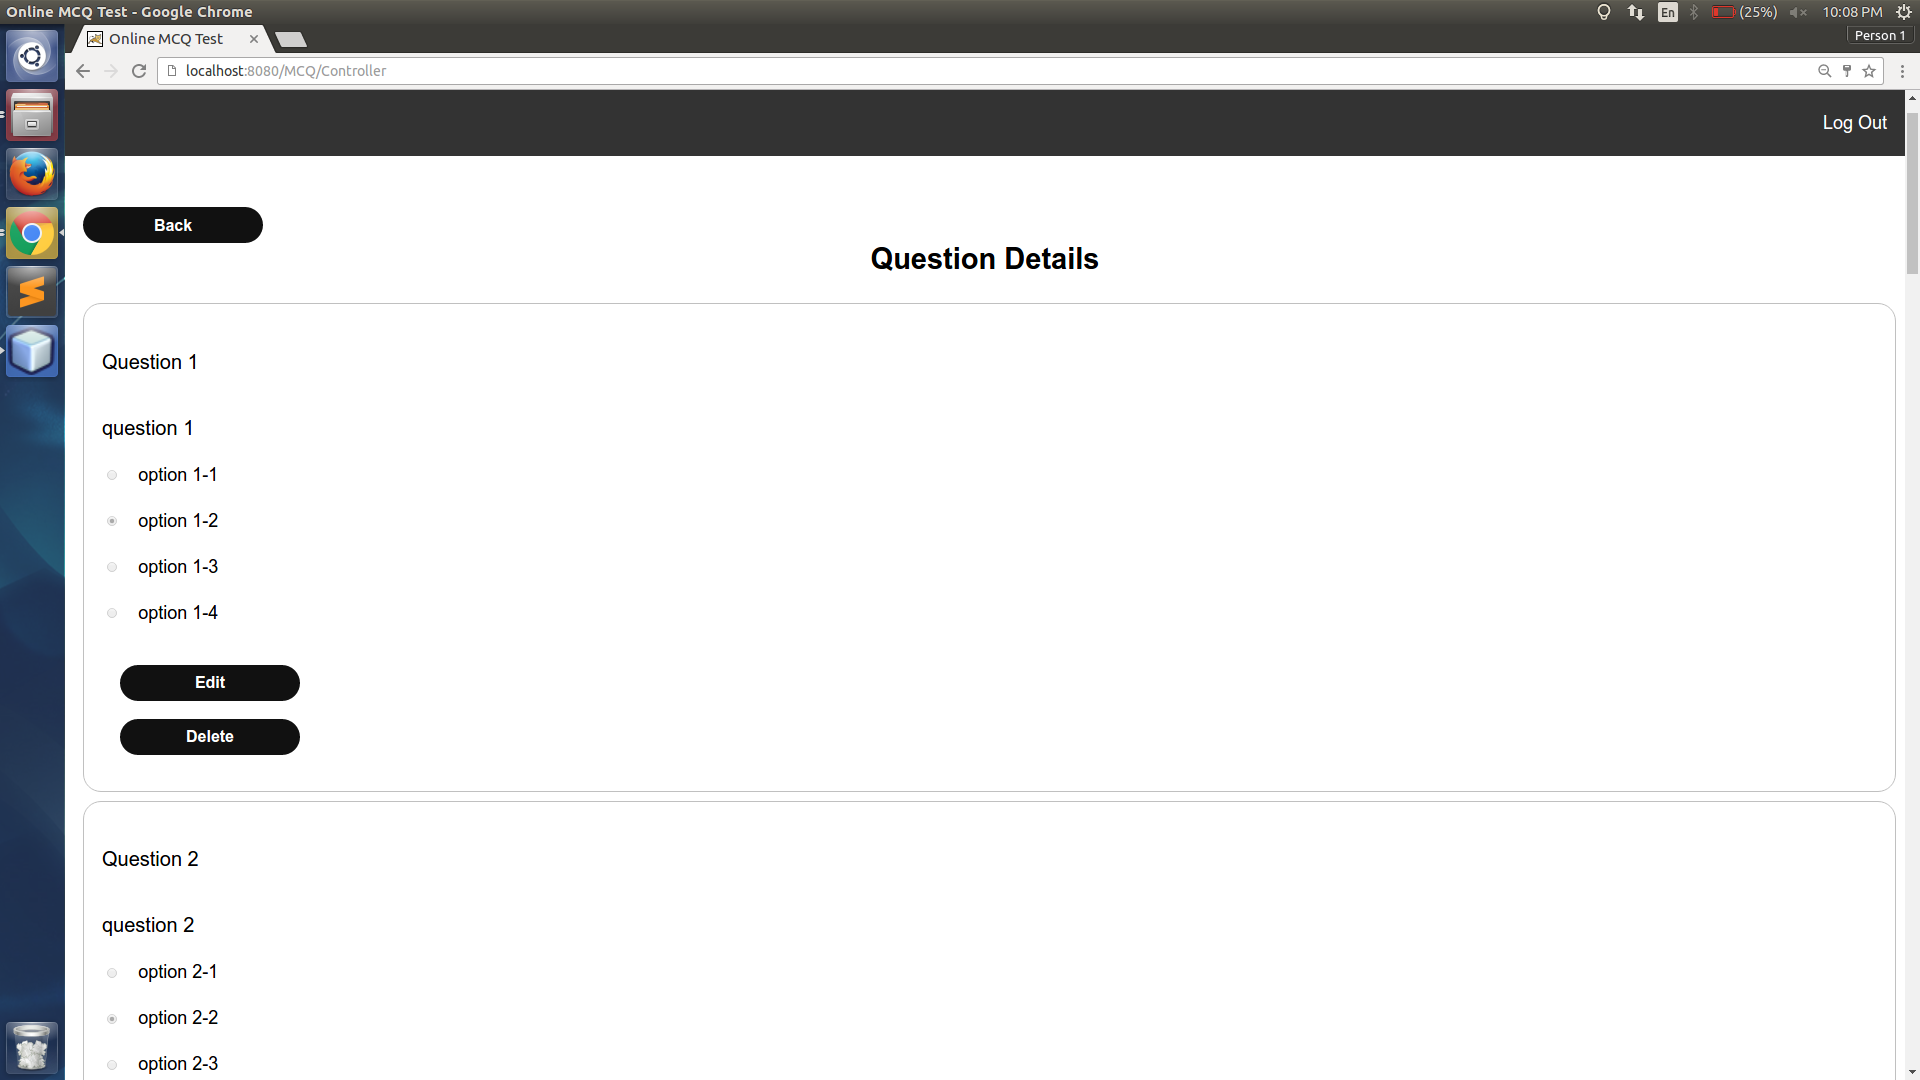 Online MCQ Test - Google Chrome
En
(25%)
10:08 PM
Online MCQ Test
Person 1
localhost:8080/MCQ/Controller
Log Out
Back
Question Details
Question 1
question 1
option 1-1
option 1-2
option 1-3
option 1-4
Edit
Delete
Question 2
question 2
option 2-1
option 2-2
option 2-3